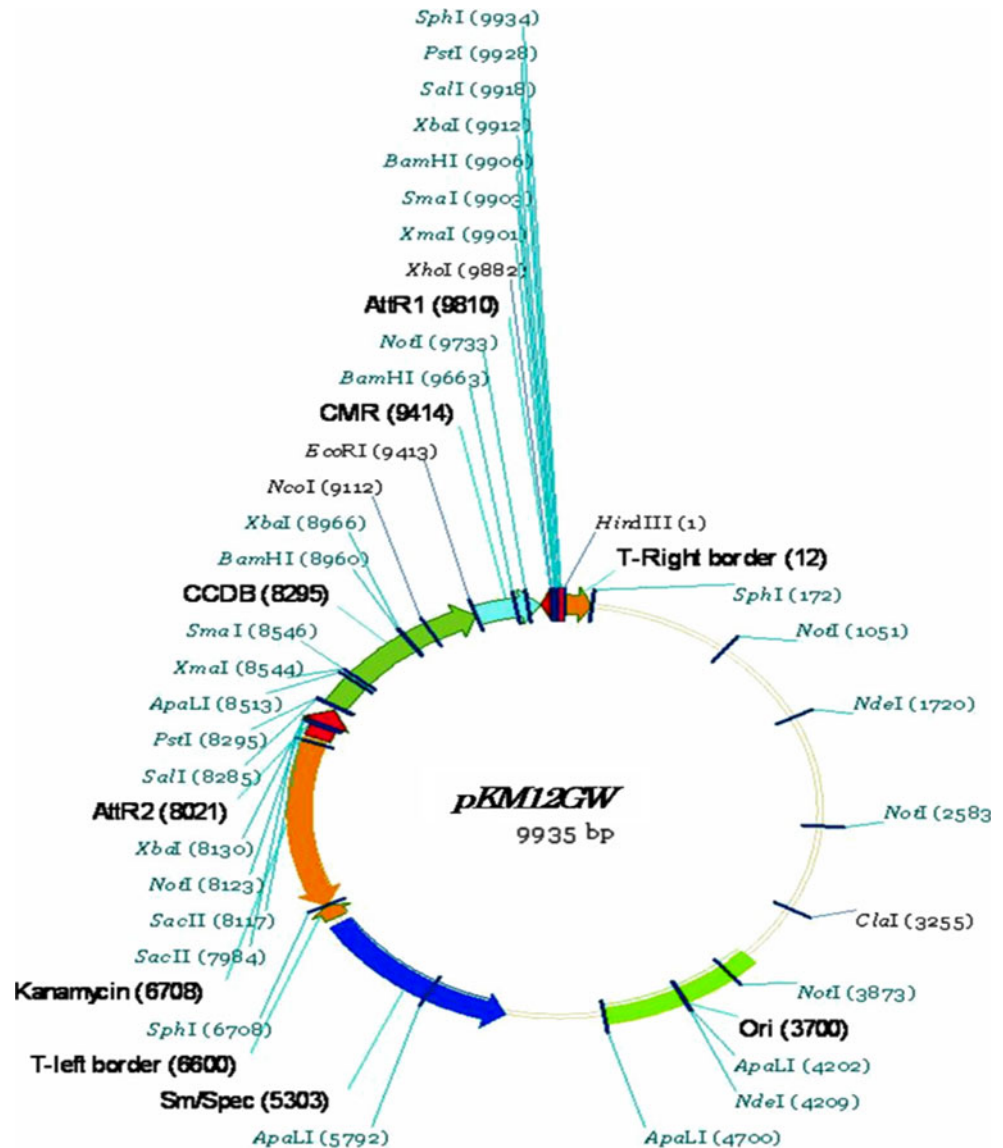 SphI (9934)
PstI (9928)
SalI (9918)
XbaI (9912)
BamHI (9906)
SmaI (9903)
XmaI (9901)
XhoI (9882)
AttR1 (9810)
NotI (9733)
BamHI (9663)
CMR (9414)
EcoRI (9413)
NcoI (9112)
XbaI (8966)
BamHI (8960)
CCDB (8295)
SmaI (8546)
XmaI (8544)
ApaLI (8513)
PstI (8295)
SalI (8285)
AttR2 (8021)
XbaI (8130)
NotI (8123)
SacII (8117)
SacII (7984)
Kanamycin (6708)
SphI (6708)
T-left border (6600)
Sm/Spec (5303)
ApaLI (5792)
HindIII (1)
T-Right border (12)
SphI (172)
NotI (1051)
NdeI (1720)
NotI (2583)
ClaI (3255)
NotI (3873)
Ori (3700)
ApaLI (4202)
NdeI (4209)
ApaLI (4700)
pKM12GW
9935 bp